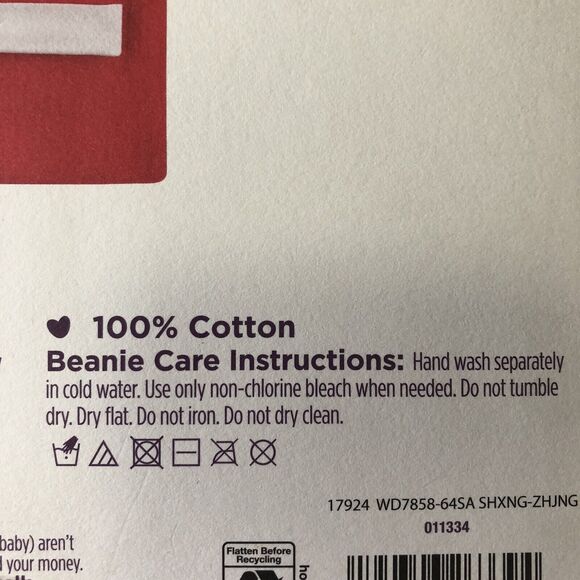 100% Cotton
Beanie Care Instructions: Hand wash separately
in cold water. Use only non-chlorine bleach when needed. Do not tumble
dry. Dry flat. Do not iron. Do not dry clean.
17924 WD7858-64SA SHXNG-ZHJNG
011334
baby) aren't
d your money.
Flatten Before
Recycling